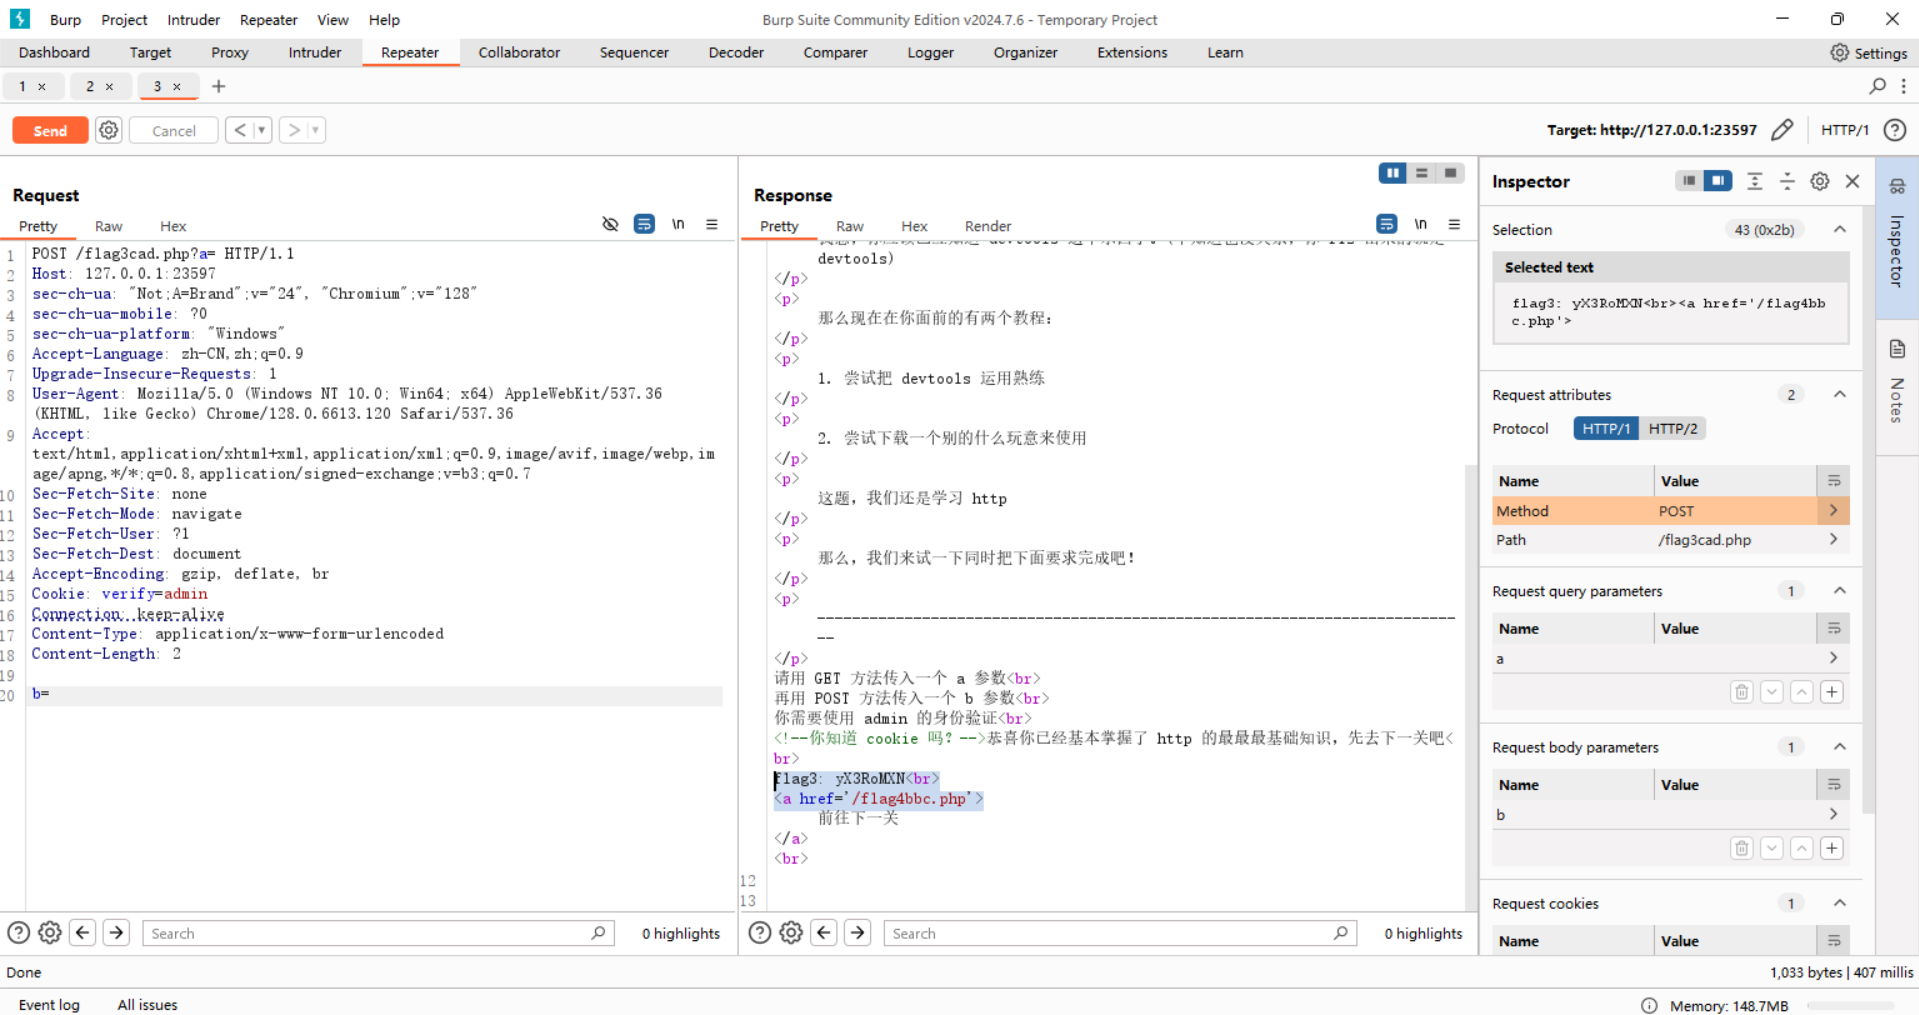 Burp Project Intruder Repeater View Help
Burp Suite Community Edition v2024.7.6 - Temporary Project
Dashboard Target Proxy Intruder Repeater Collaborator Sequencer Decoder Comparer Logger Organizer Extensions Learn Settings
1 × 2 × 3 × +
Send Cancel < > Target: http://127.0.0.1:23597 HTTP/1
Request
Pretty Raw Hex \n
1 POST /flag3cad.php?a= HTTP/1.1
2 Host: 127.0.0.1:23597
3 sec-ch-ua: "Not;A=Brand";v="24", "Chromium";v="128"
4 sec-ch-ua-mobile: ?0
5 sec-ch-ua-platform: "Windows"
6 Accept-Language: zh-CN,zh;q=0.9
7 Upgrade-Insecure-Requests: 1
8 User-Agent: Mozilla/5.0 (Windows NT 10.0; Win64; x64) AppleWebKit/537.36
(KHTML, like Gecko) Chrome/128.0.6613.120 Safari/537.36
9 Accept:
text/html,application/xhtml+xml,application/xml;q=0.9,image/avif,image/webp,im
age/apng,*/*;q=0.8,application/signed-exchange;v=b3;q=0.7
10 Sec-Fetch-Site: none
11 Sec-Fetch-Mode: navigate
12 Sec-Fetch-User: ?1
13 Sec-Fetch-Dest: document
14 Accept-Encoding: gzip, deflate, br
15 Cookie: verify=admin
16 Connection: keep-alive
17 Content-Type: application/x-www-form-urlencoded
18 Content-Length: 2
19
20 b=
Search 0 highlights
Response
Pretty Raw Hex Render \n
devtools)
</p>
<p>
那么现在在你面前的有两个教程：
</p>
<p>
1. 尝试把 devtools 运用熟练
</p>
<p>
2. 尝试下载一个别的什么玩意来使用
</p>
<p>
这题，我们还是学习 http
</p>
<p>
那么，我们来试一下同时把下面要求完成吧！
</p>
<p>
--------------------------------------------------------------------------
--
</p>
请用 GET 方法传入一个 a 参数<br>
再用 POST 方法传入一个 b 参数<br>
你需要使用 admin 的身份验证<br>
<!--你知道 cookie 吗？-->恭喜你已经基本掌握了 http 的最最最基础知识，先去下一关吧<
br>
flag3: yX3RoMXN<br>
<a href='/flag4bbc.php'>
前往下一关
</a>
<br>
12
13
Search 0 highlights
Inspector
Selection 43 (0x2b)
Selected text
flag3: yX3RoMXN<br><a href='/flag4bb
c.php'>
Request attributes 2
Protocol HTTP/1 HTTP/2
Name Value
Method POST
Path /flag3cad.php
Request query parameters 1
Name Value
a
Request body parameters 1
Name Value
b
Request cookies 1
Name Value
Inspector
Notes
Done 1,033 bytes | 407 millis
Event log All issues Memory: 148.7MB